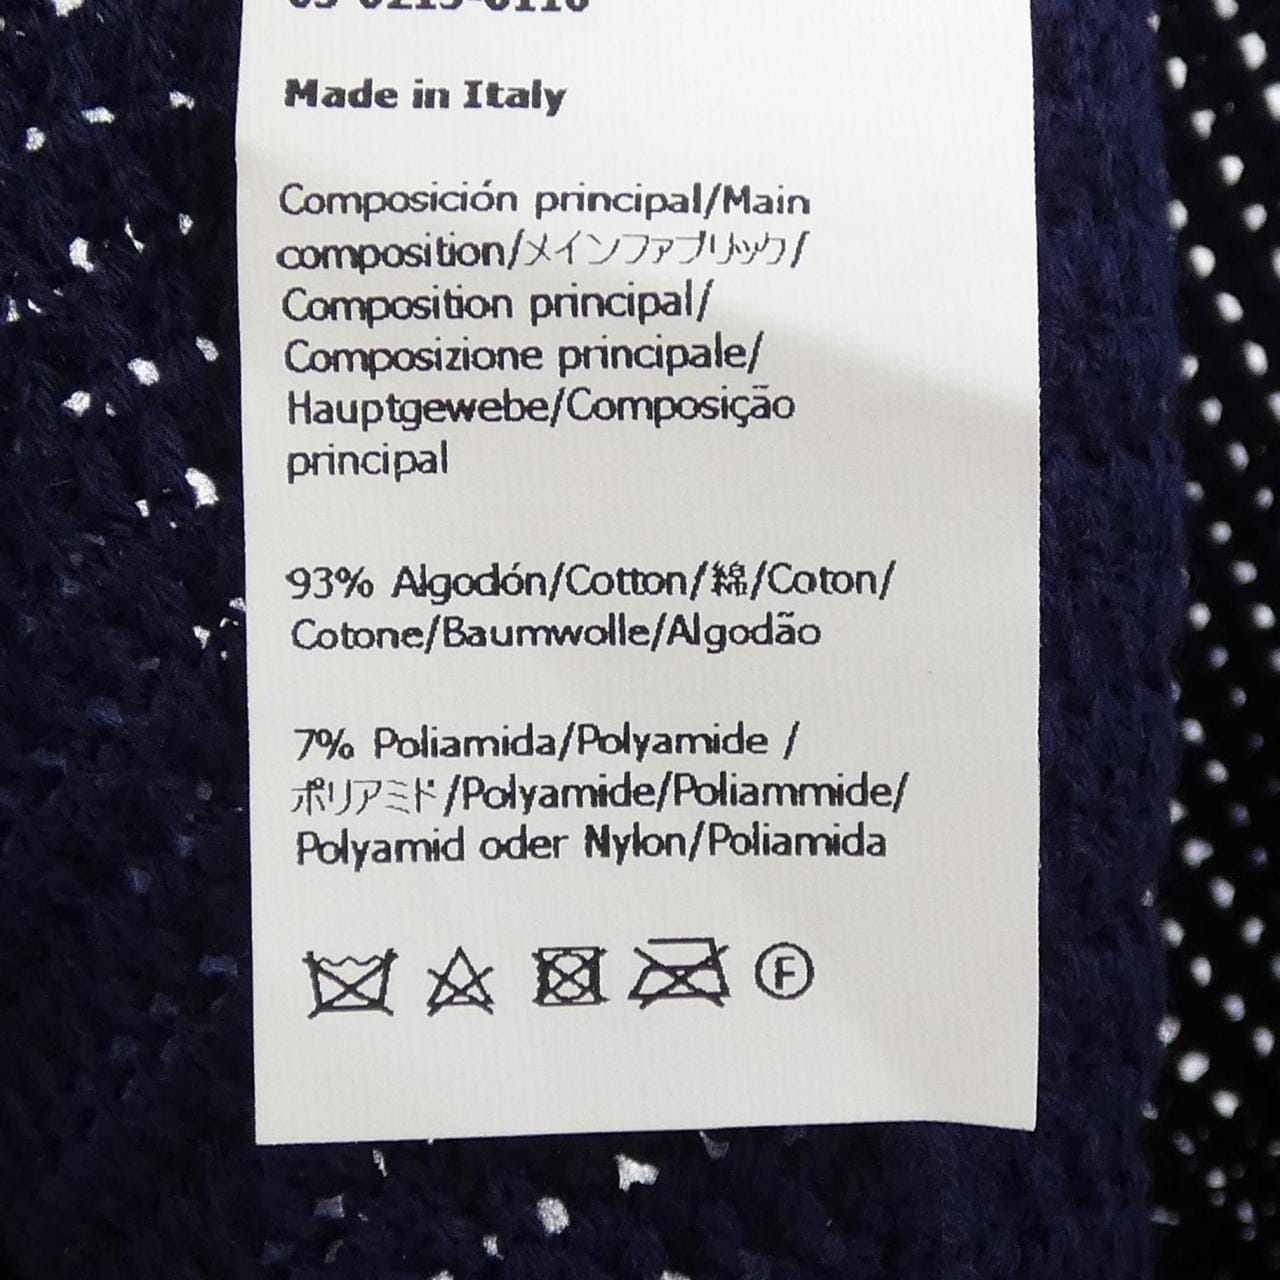 Made in Italy
Composición principal/Main
composition/メインファブリック/
Composition principal/
Composizione principale/
Hauptgewebe/Composição
principal
93% Algodón/Cotton/綿/Coton/
Cotone/Baumwolle/Algodão
7% Poliamida/Polyamide /
ポリアミド/Polyamide/Poliammide/
Polyamid oder Nylon/Poliamida
F